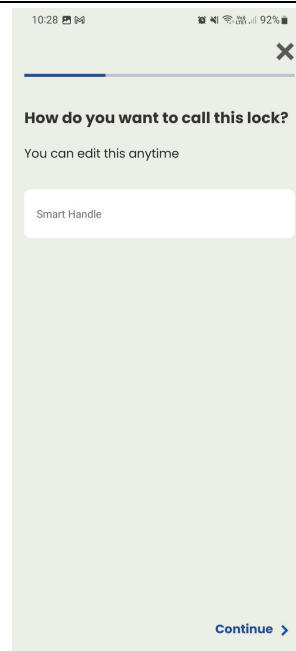 10:28 92%
How do you want to call this lock?
You can edit this anytime
Smart Handle
Continue